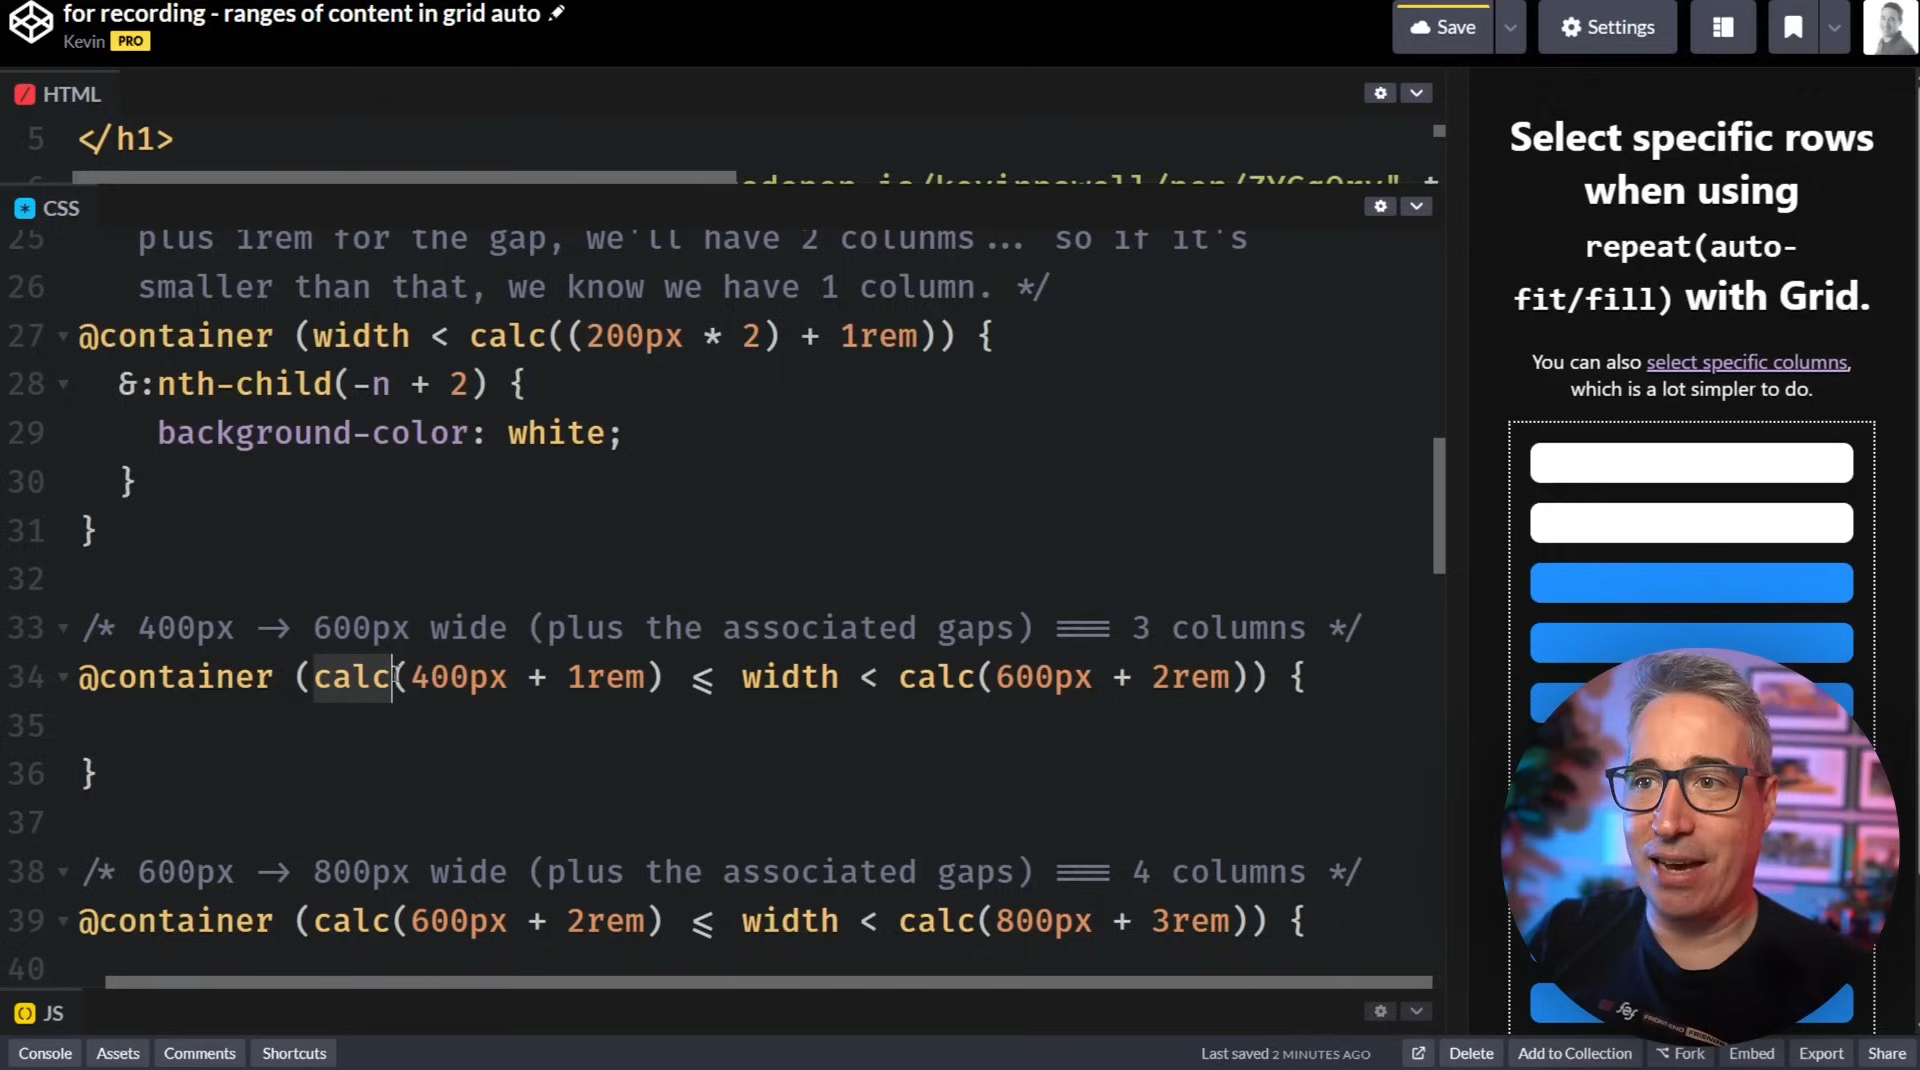 for recording - ranges of content in grid auto
Kevin PRO
Save
Settings
HTML
5 </h1>
CSS
25 plus 1rem for the gap, we'll have 2 colunms... so if it's
26 smaller than that, we know we have 1 column. */
27 @container (width < calc((200px * 2) + 1rem)) {
28 &:nth-child(-n + 2) {
29 background-color: white;
30 }
31 }
32
33 /* 400px → 600px wide (plus the associated gaps) === 3 columns */
34 @container (calc(400px + 1rem) <= width < calc(600px + 2rem)) {
35
36 }
37
38 /* 600px → 800px wide (plus the associated gaps) === 4 columns */
39 @container (calc(600px + 2rem) <= width < calc(800px + 3rem)) {
40
JS
Select specific rows
when using
repeat(auto-
fit/fill) with Grid.
You can also select specific columns,
which is a lot simpler to do.
Console Assets Comments Shortcuts
Last saved 2 MINUTES AGO
Delete Add to Collection Fork Embed Export Share